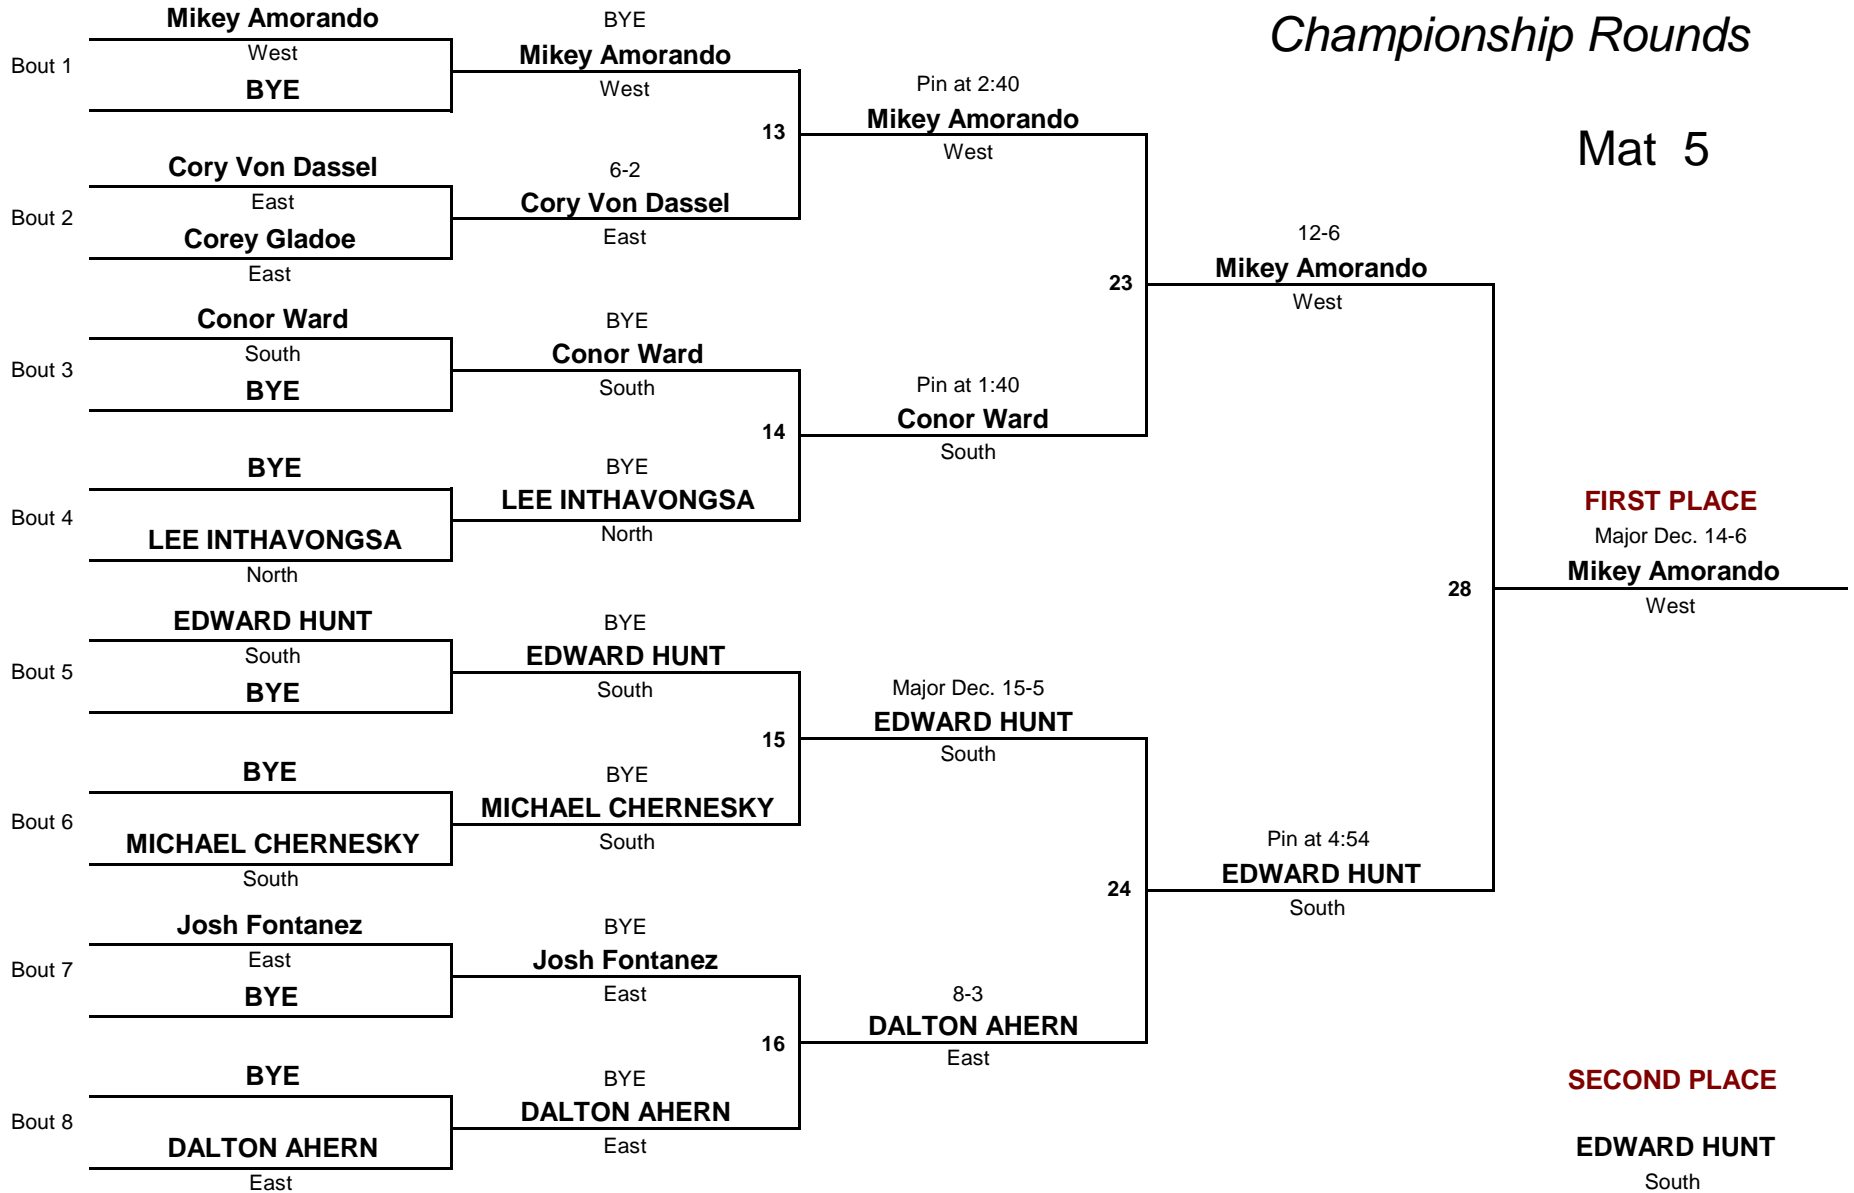 Championship Rounds
Mat 5
Bout 1
Mikey Amorando
West
BYE
Bout 2
Cory Von Dassel
East
Corey Gladoe
East
Bout 3
Conor Ward
South
BYE
Bout 4
BYE
LEE INTHAVONGSA
North
Bout 5
EDWARD HUNT
South
BYE
Bout 6
BYE
MICHAEL CHERNESKY
South
Bout 7
Josh Fontanez
East
BYE
Bout 8
BYE
DALTON AHERN
East
BYE
Mikey Amorando
West
13
6-2
Cory Von Dassel
East
BYE
Conor Ward
South
14
BYE
LEE INTHAVONGSA
North
BYE
EDWARD HUNT
South
15
BYE
MICHAEL CHERNESKY
South
BYE
Josh Fontanez
East
16
BYE
DALTON AHERN
East
Pin at 2:40
Mikey Amorando
West
23
Pin at 1:40
Conor Ward
South
Major Dec. 15-5
EDWARD HUNT
South
24
8-3
DALTON AHERN
East
12-6
Mikey Amorando
West
28
Pin at 4:54
EDWARD HUNT
South
FIRST PLACE
Major Dec. 14-6
Mikey Amorando
West
SECOND PLACE
EDWARD HUNT
South